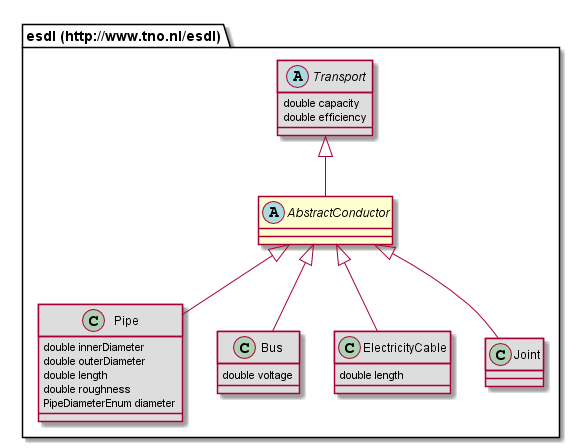 esdl (http://www.tno.nl/esdl)
A Transport
double capacity
double efficiency
A AbstractConductor
C Pipe
double innerDiameter
double outerDiameter
double length
double roughness
PipeDiameterEnum diameter
C Bus
double voltage
C ElectricityCable
double length
C Joint